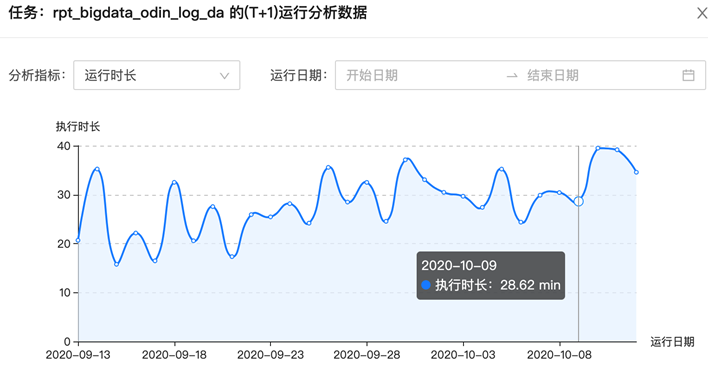 任务：rpt_bigdata_odin_log_da 的(T+1)运行分析数据
分析指标： 运行时长 运行日期： 开始日期 → 结束日期
执行时长
40
30
20
10
0
2020-10-09
执行时长：28.62 min
2020-09-13 2020-09-18 2020-09-23 2020-09-28 2020-10-03 2020-10-08
运行日期